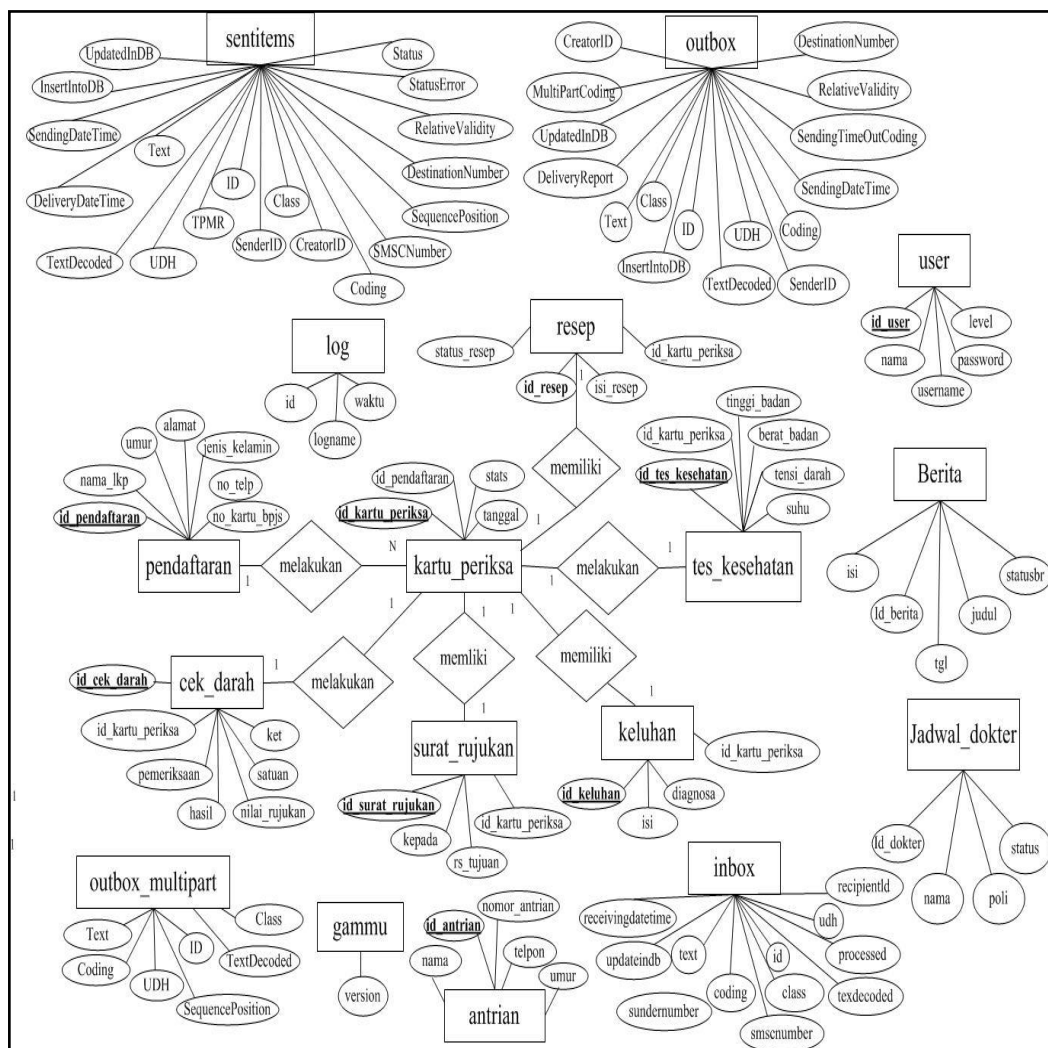 sentitems
UpdatedInDB
Status
InsertIntoDB
StatusError
SendingDateTime
Text
RelativeValidity
ID
DestinationNumber
DeliveryDateTime
Class
TPMR
SequencePosition
TextDecoded
UDH
SenderID
CreatorID
SMSCNumber
Coding
outbox
CreatorID
DestinationNumber
MultiPartCoding
RelativeValidity
UpdatedInDB
SendingTimeOutCoding
DeliveryReport
SendingDateTime
Text
Class
ID
UDH
Coding
InsertIntoDB
TextDecoded
SenderID
user
id_user
level
nama
password
username
log
id
waktu
logname
resep
status_resep
id_kartu_periksa
id_resep
1
isi_resep
memiliki
1
tinggi_badan
id_kartu_periksa
berat_badan
id_tes_kesehatan
tensi_darah
suhu
tes_kesehatan
alamat
umur
jenis_kelamin
nama_lkp
no_telp
id_pendaftaran
no_kartu_bpjs
pendaftaran
1
melakukan
N
id_pendaftaran
stats
id_kartu_periksa
tanggal
kartu_periksa
1
melakukan
1
Berita
isi
statusbr
Id_berita
judul
tgl
1
1
1
1
melakukan
memliki
memiliki
1
1
1
id_cek_darah
cek_darah
id_kartu_periksa
ket
pemeriksaan
satuan
hasil
nilai_rujukan
surat_rujukan
id_surat_rujukan
id_kartu_periksa
kepada
rs_tujuan
keluhan
id_kartu_periksa
id_keluhan
diagnosa
isi
Jadwal_dokter
Id_dokter
status
nama
poli
1
1
outbox_multipart
Text
Class
Coding
ID
TextDecoded
UDH
SequencePosition
gammu
version
id_antrian
nomor_antrian
nama
telpon
umur
antrian
inbox
recipientId
receivingdatetime
udh
updateindb
text
id
processed
coding
class
texdecoded
sundernumber
smscnumber